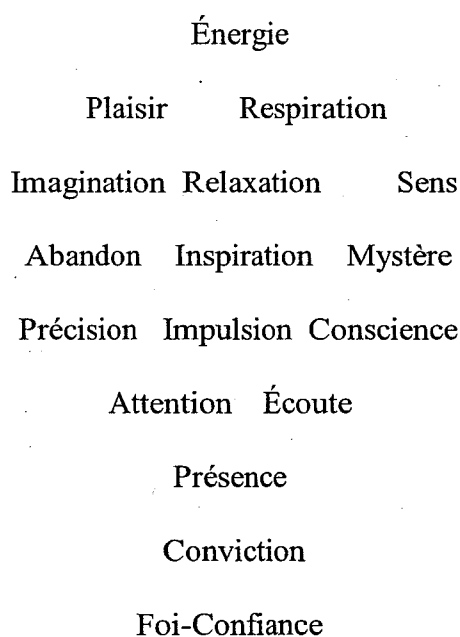 Énergie
Plaisir Respiration
Imagination Relaxation Sens
Abandon Inspiration Mystère
Précision Impulsion Conscience
Attention Écoute
Présence
Conviction
Foi-Confiance